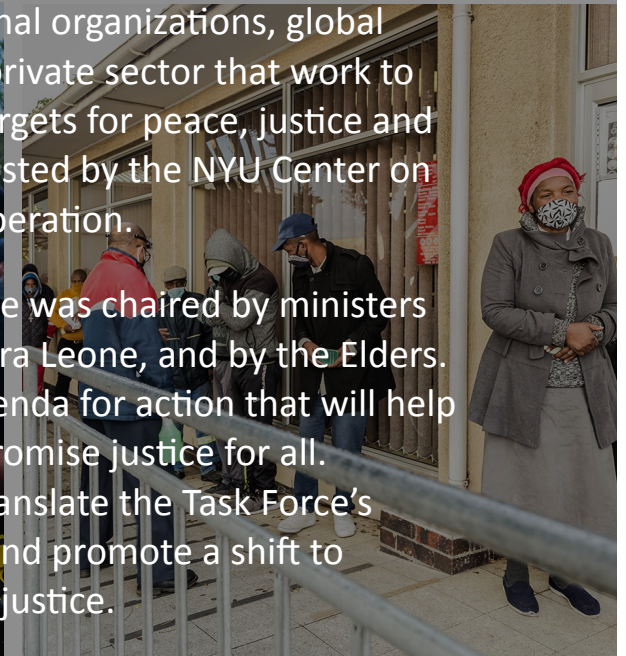 nal organizations, global
rivate sector that work to
rgets for peace, justice and
sted by the NYU Center on
peration.
e was chaired by ministers
ra Leone, and by the Elders.
enda for action that will help
romise justice for all.
anslate the Task Force’s
nd promote a shift to
justice.